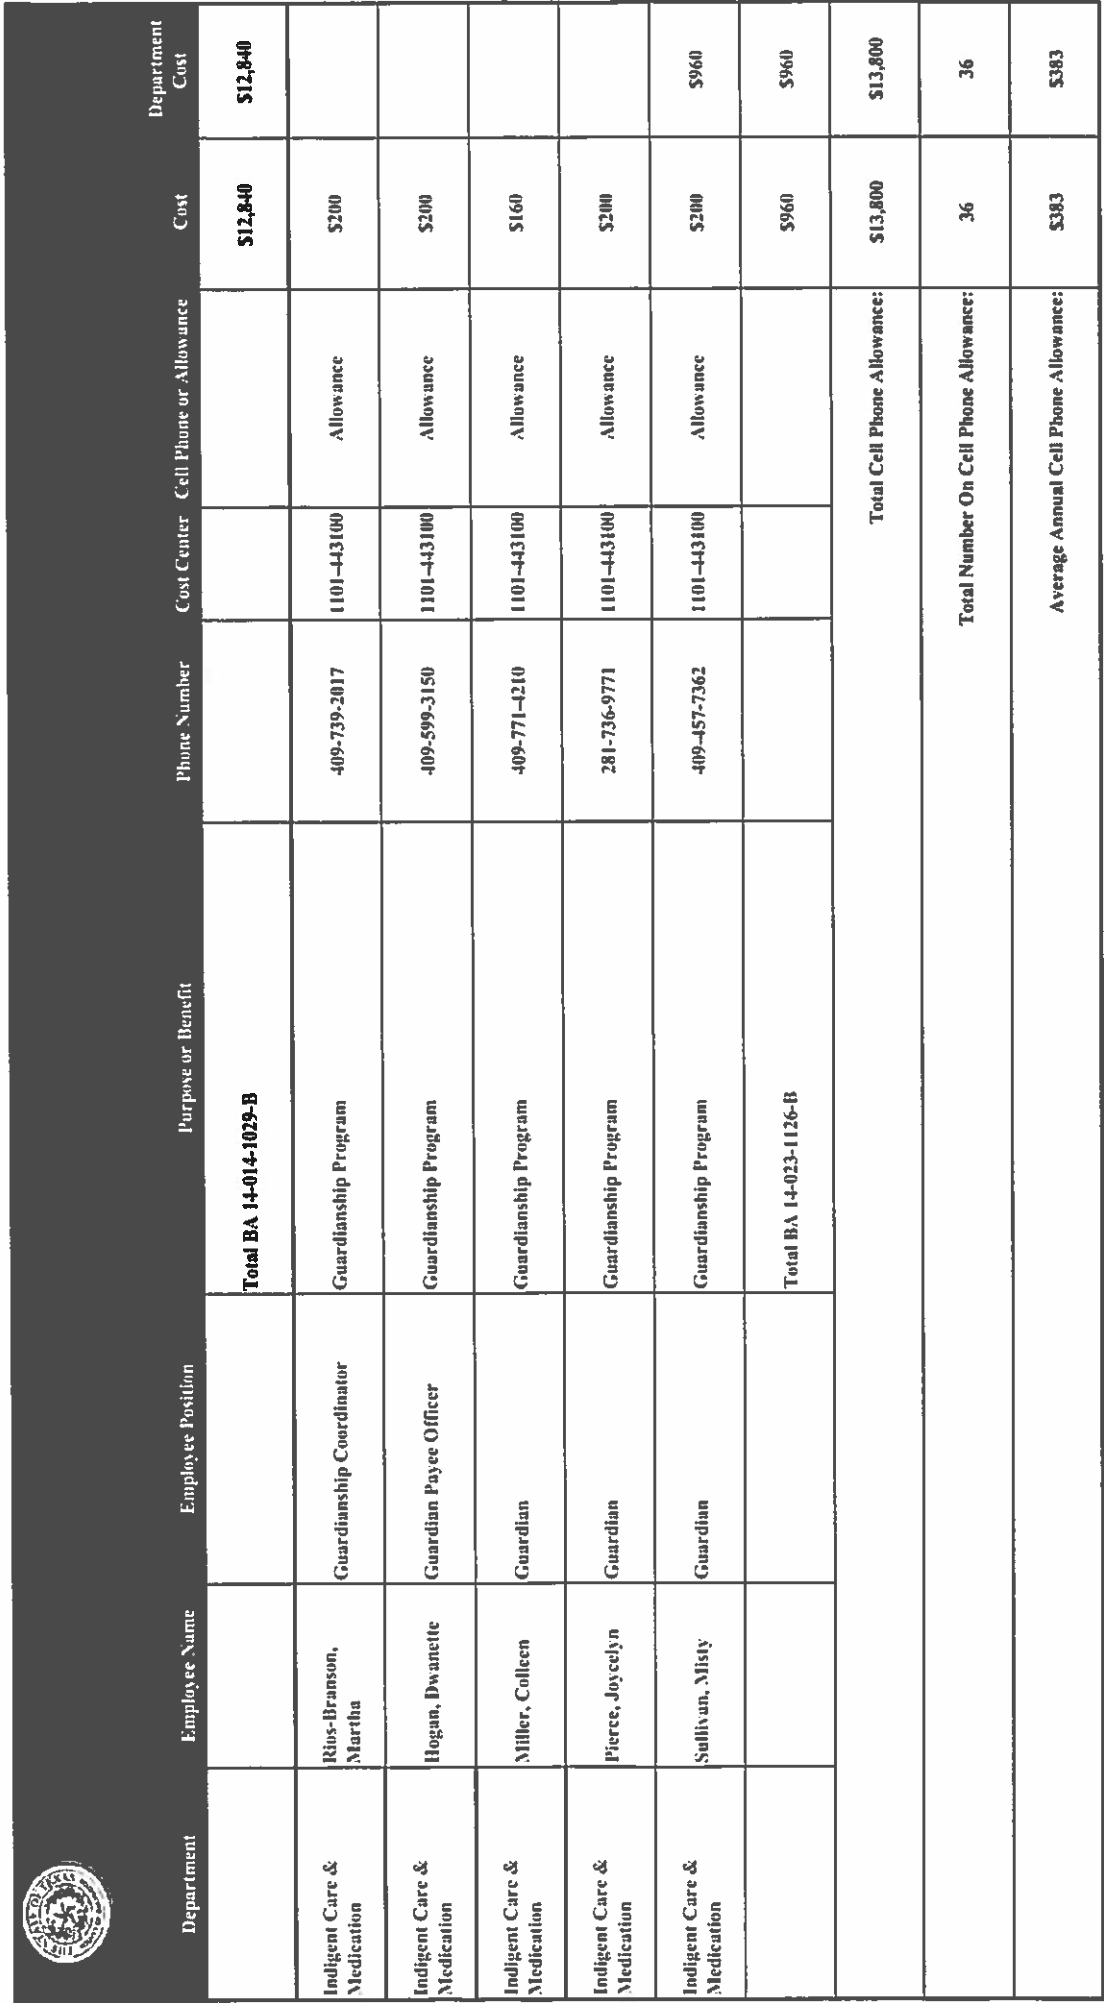 THE STATE OF TEXAS
Department Employee Name Employee Position Purpose or Benefit Phone Number Cost Center Cell Phone or Allowance Cost Department Cost
Total BA 14-014-1029-B $12,840 $12,840
Indigent Care & Medication Rios-Branson, Martha Guardianship Coordinator Guardianship Program 409-739-2017 1101-443100 Allowance $200
Indigent Care & Medication Hogan, Dwanette Guardian Payee Officer Guardianship Program 409-599-3150 1101-443100 Allowance $200
Indigent Care & Medication Miller, Colleen Guardian Guardianship Program 409-771-4210 1101-443100 Allowance $160
Indigent Care & Medication Pierce, Joycelyn Guardian Guardianship Program 281-736-9771 1101-443100 Allowance $200
Indigent Care & Medication Sullivan, Misty Guardian Guardianship Program 409-457-7362 1101-443100 Allowance $200 $960
Total BA 14-023-1126-B $960 $960
Total Cell Phone Allowance: $13,800 $13,800
Total Number On Cell Phone Allowance: 36 36
Average Annual Cell Phone Allowance: $383 $383